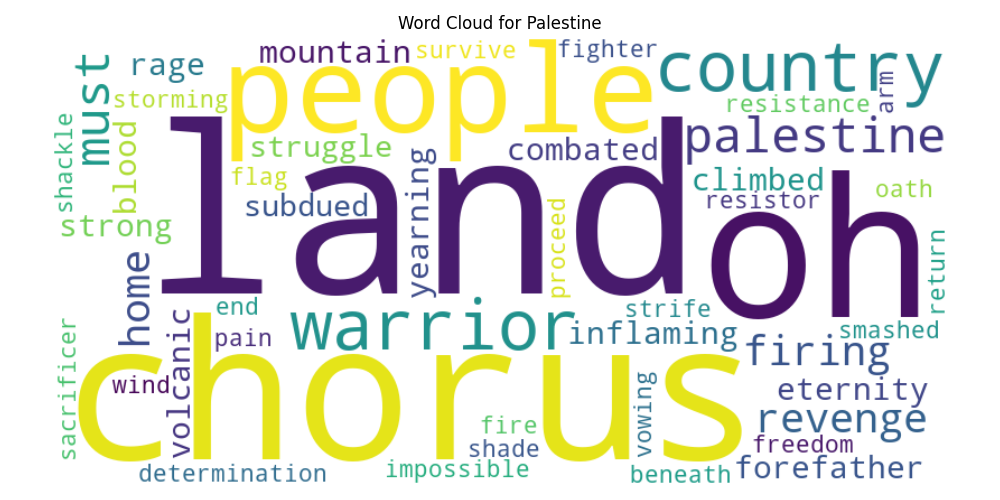 Word Cloud for Palestine
mountain survive fighter
people country
must rage
storming resistance arm
blood palestine
struggle combated
shackle flag yearning climbed oath
subdued resistor
strong land oh
proceed return
home end strife
volcanic warrior inflaming smashed
pain firing
sacrificer wind chorus eternity
vowing revenge
fire shade freedom
determination impossible beneath forefather